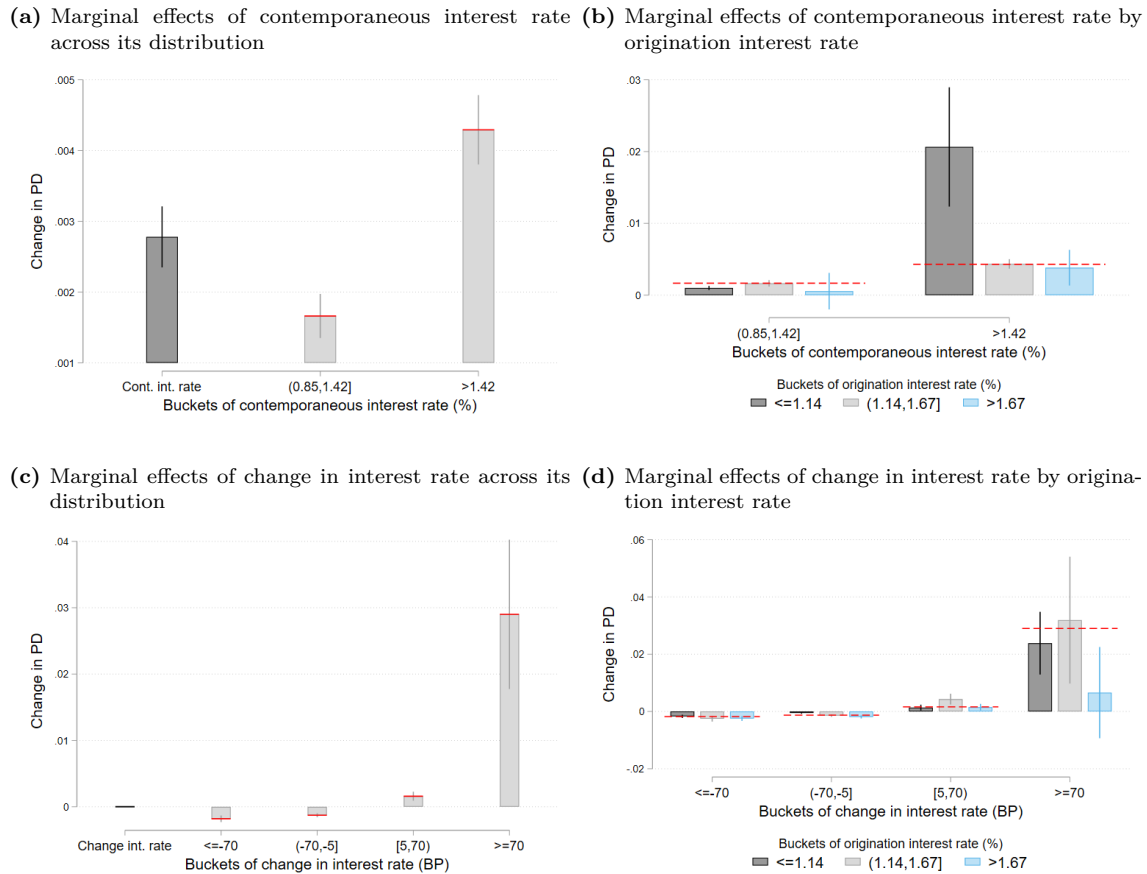 (a) Marginal effects of contemporaneous interest rate
across its distribution
.005
.004
.003
.002
.001
Change in PD
Cont. int. rate
(0.85,1.42]
>1.42
Buckets of contemporaneous interest rate (%)
(b) Marginal effects of contemporaneous interest rate by
origination interest rate
.03
.02
.01
0
Change in PD
(0.85,1.42]
>1.42
Buckets of contemporaneous interest rate (%)
Buckets of origination interest rate (%)
<=1.14 (1.14,1.67] >1.67
(c) Marginal effects of change in interest rate across its
distribution
.04
.03
.02
.01
0
Change in PD
Change int. rate
<=-70
(-70,-5]
[5,70)
>=70
Buckets of change in interest rate (BP)
(d) Marginal effects of change in interest rate by origina-
tion interest rate
.06
.04
.02
0
-.02
Change in PD
<=-70
(-70,-5]
[5,70)
>=70
Buckets of change in interest rate (BP)
Buckets of origination interest rate (%)
<=1.14 (1.14,1.67] >1.67